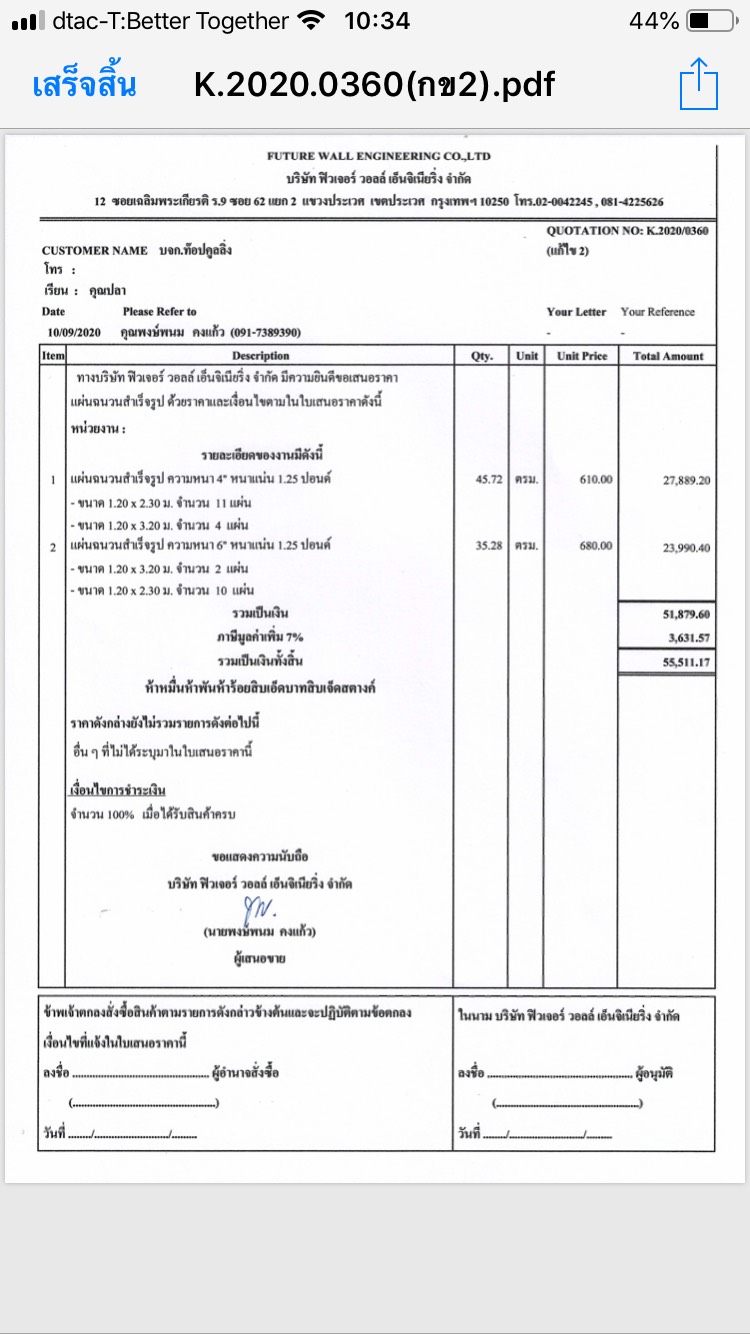 dtac-T:Better Together 10:34 44%
เสร็จสิ้น K.2020.0360(กข2).pdf
FUTURE WALL ENGINEERING CO.,LTD
บริษัท ฟิวเจอร์ วอลล์ เอ็นจิเนียริ่ง จำกัด
12 ซอยเฉลิมพระเกียรติ ร.9 ซอย 62 แยก 2 แขวงประเวศ เขตประเวศ กรุงเทพฯ 10250 โทร.02-0042245 , 081-4225626
QUOTATION NO: K.2020/0360
CUSTOMER NAME บจก.ท๊อปคูลลิ่ง (แก้ไข 2)
โทร :
เรียน : คุณปลา
Date Please Refer to Your Letter Your Reference
10/09/2020 คุณพงษ์พนม คงแก้ว (091-7389390) - -
Item Description Qty. Unit Unit Price Total Amount
ทางบริษัท ฟิวเจอร์ วอลล์ เอ็นจิเนียริ่ง จำกัด มีความยินดีขอเสนอราคา
แผ่นฉนวนสำเร็จรูป ด้วยราคาและเงื่อนไขตามในใบเสนอราคาดังนี้
หน่วยงาน :
รายละเอียดของงานมีดังนี้
1 แผ่นฉนวนสำเร็จรูป ความหนา 4" หนาแน่น 1.25 ปอนด์ 45.72 ตรม. 610.00 27,889.20
- ขนาด 1.20 x 2.30 ม. จำนวน 11 แผ่น
- ขนาด 1.20 x 3.20 ม. จำนวน 4 แผ่น
2 แผ่นฉนวนสำเร็จรูป ความหนา 6" หนาแน่น 1.25 ปอนด์ 35.28 ตรม. 680.00 23,990.40
- ขนาด 1.20 x 3.20 ม. จำนวน 2 แผ่น
- ขนาด 1.20 x 2.30 ม. จำนวน 10 แผ่น
รวมเป็นเงิน 51,879.60
ภาษีมูลค่าเพิ่ม 7% 3,631.57
รวมเป็นเงินทั้งสิ้น 55,511.17
ห้าหมื่นห้าพันห้าร้อยสิบเอ็ดบาทสิบเจ็ดสตางค์
ราคาดังกล่าวยังไม่รวมรายการดังต่อไปนี้
อื่น ๆ ที่ไม่ได้ระบุมาในใบเสนอราคานี้
เงื่อนไขการชำระเงิน
จำนวน 100% เมื่อได้รับสินค้าครบ
ขอแสดงความนับถือ
บริษัท ฟิวเจอร์ วอลล์ เอ็นจิเนียริ่ง จำกัด
(นายพงษ์พนม คงแก้ว)
ผู้เสนอขาย
ข้าพเจ้าตกลงสั่งซื้อสินค้าตามรายการดังกล่าวข้างต้นและจะปฏิบัติตามข้อตกลง ในนาม บริษัท ฟิวเจอร์ วอลล์ เอ็นจิเนียริ่ง จำกัด
เงื่อนไขที่แจ้งในใบเสนอราคานี้
ลงชื่อ ........................................ ผู้อำนาจสั่งซื้อ ลงชื่อ ........................................ ผู้อนุมัติ
(........................................) (........................................)
วันที่ ......./......................./....... วันที่ ......./......................./.......